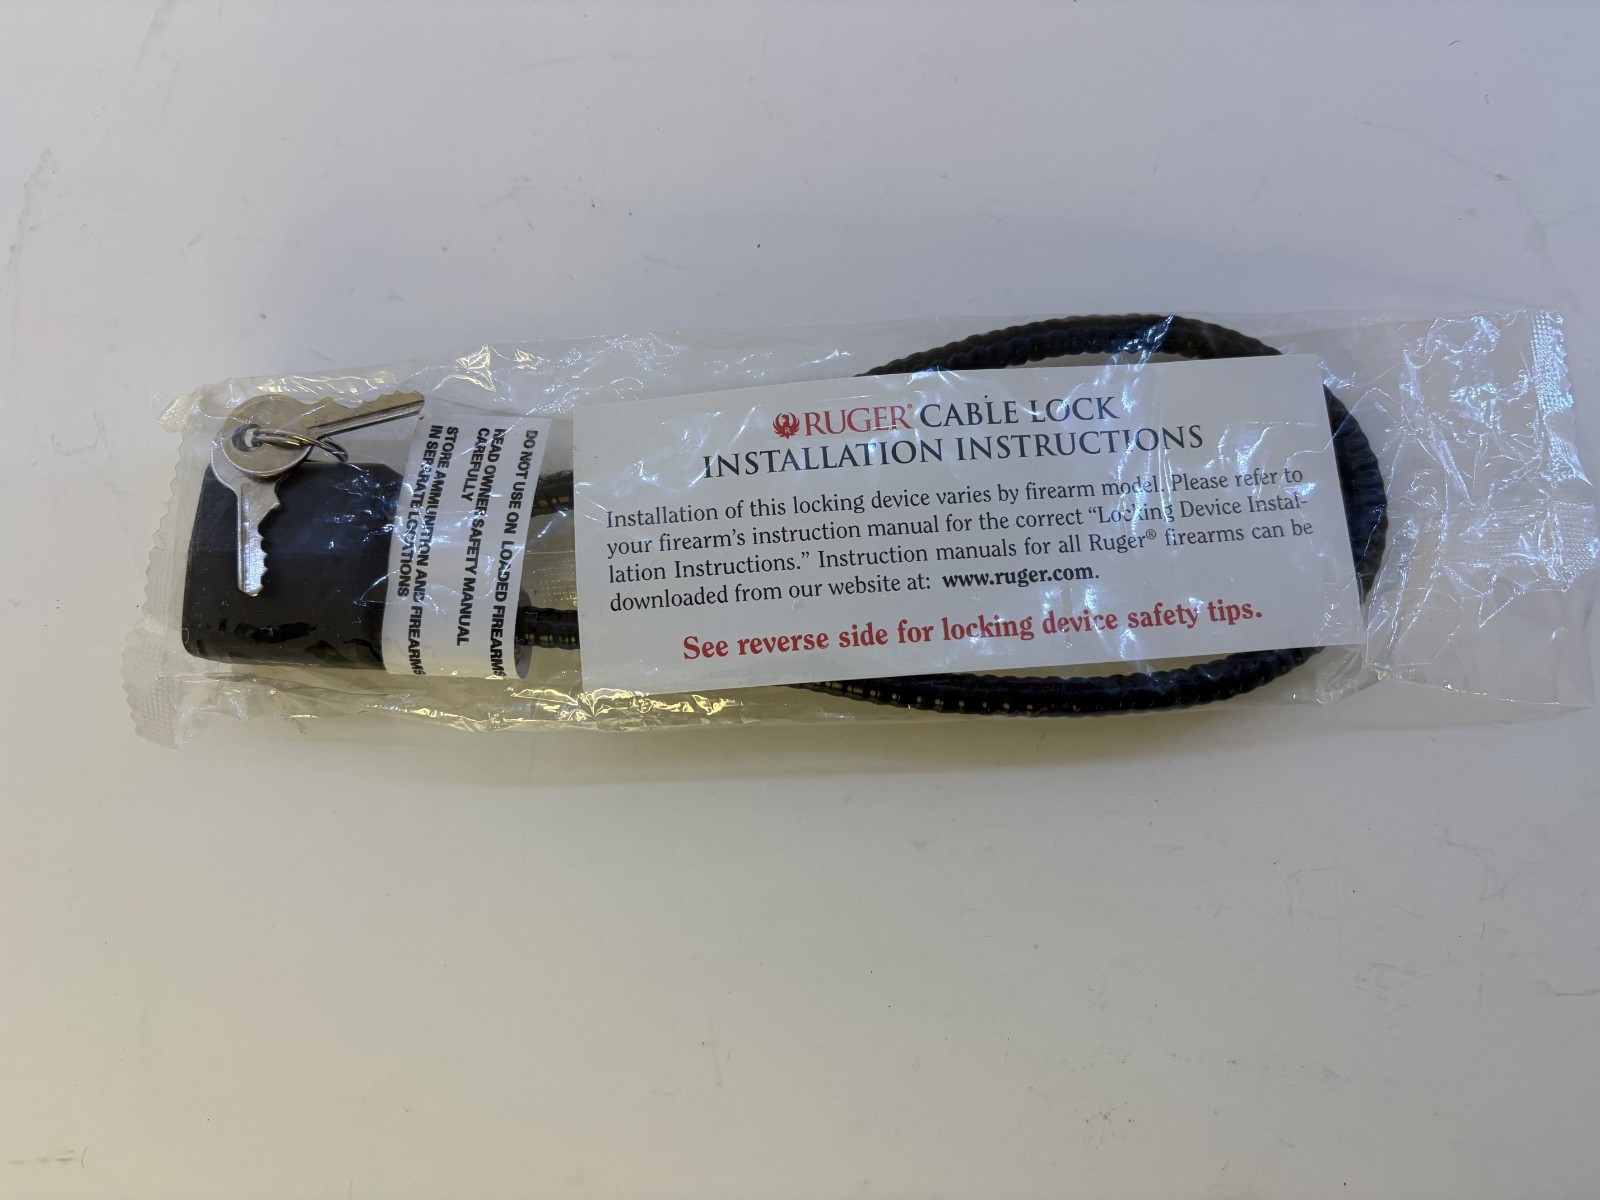 DO NOT USE ON LOADED FIREARMS
READ OWNER SAFETY MANUAL
CAREFULLY
STORE AMMUNITION AND FIREARMS
IN SEPARATE LOCATIONS
RUGER® CABLE LOCK
INSTALLATION INSTRUCTIONS
Installation of this locking device varies by firearm model. Please refer to
your firearm's instruction manual for the correct “Locking Device Instal-
lation Instructions.” Instruction manuals for all Ruger® firearms can be
downloaded from our website at: www.ruger.com.
See reverse side for locking device safety tips.